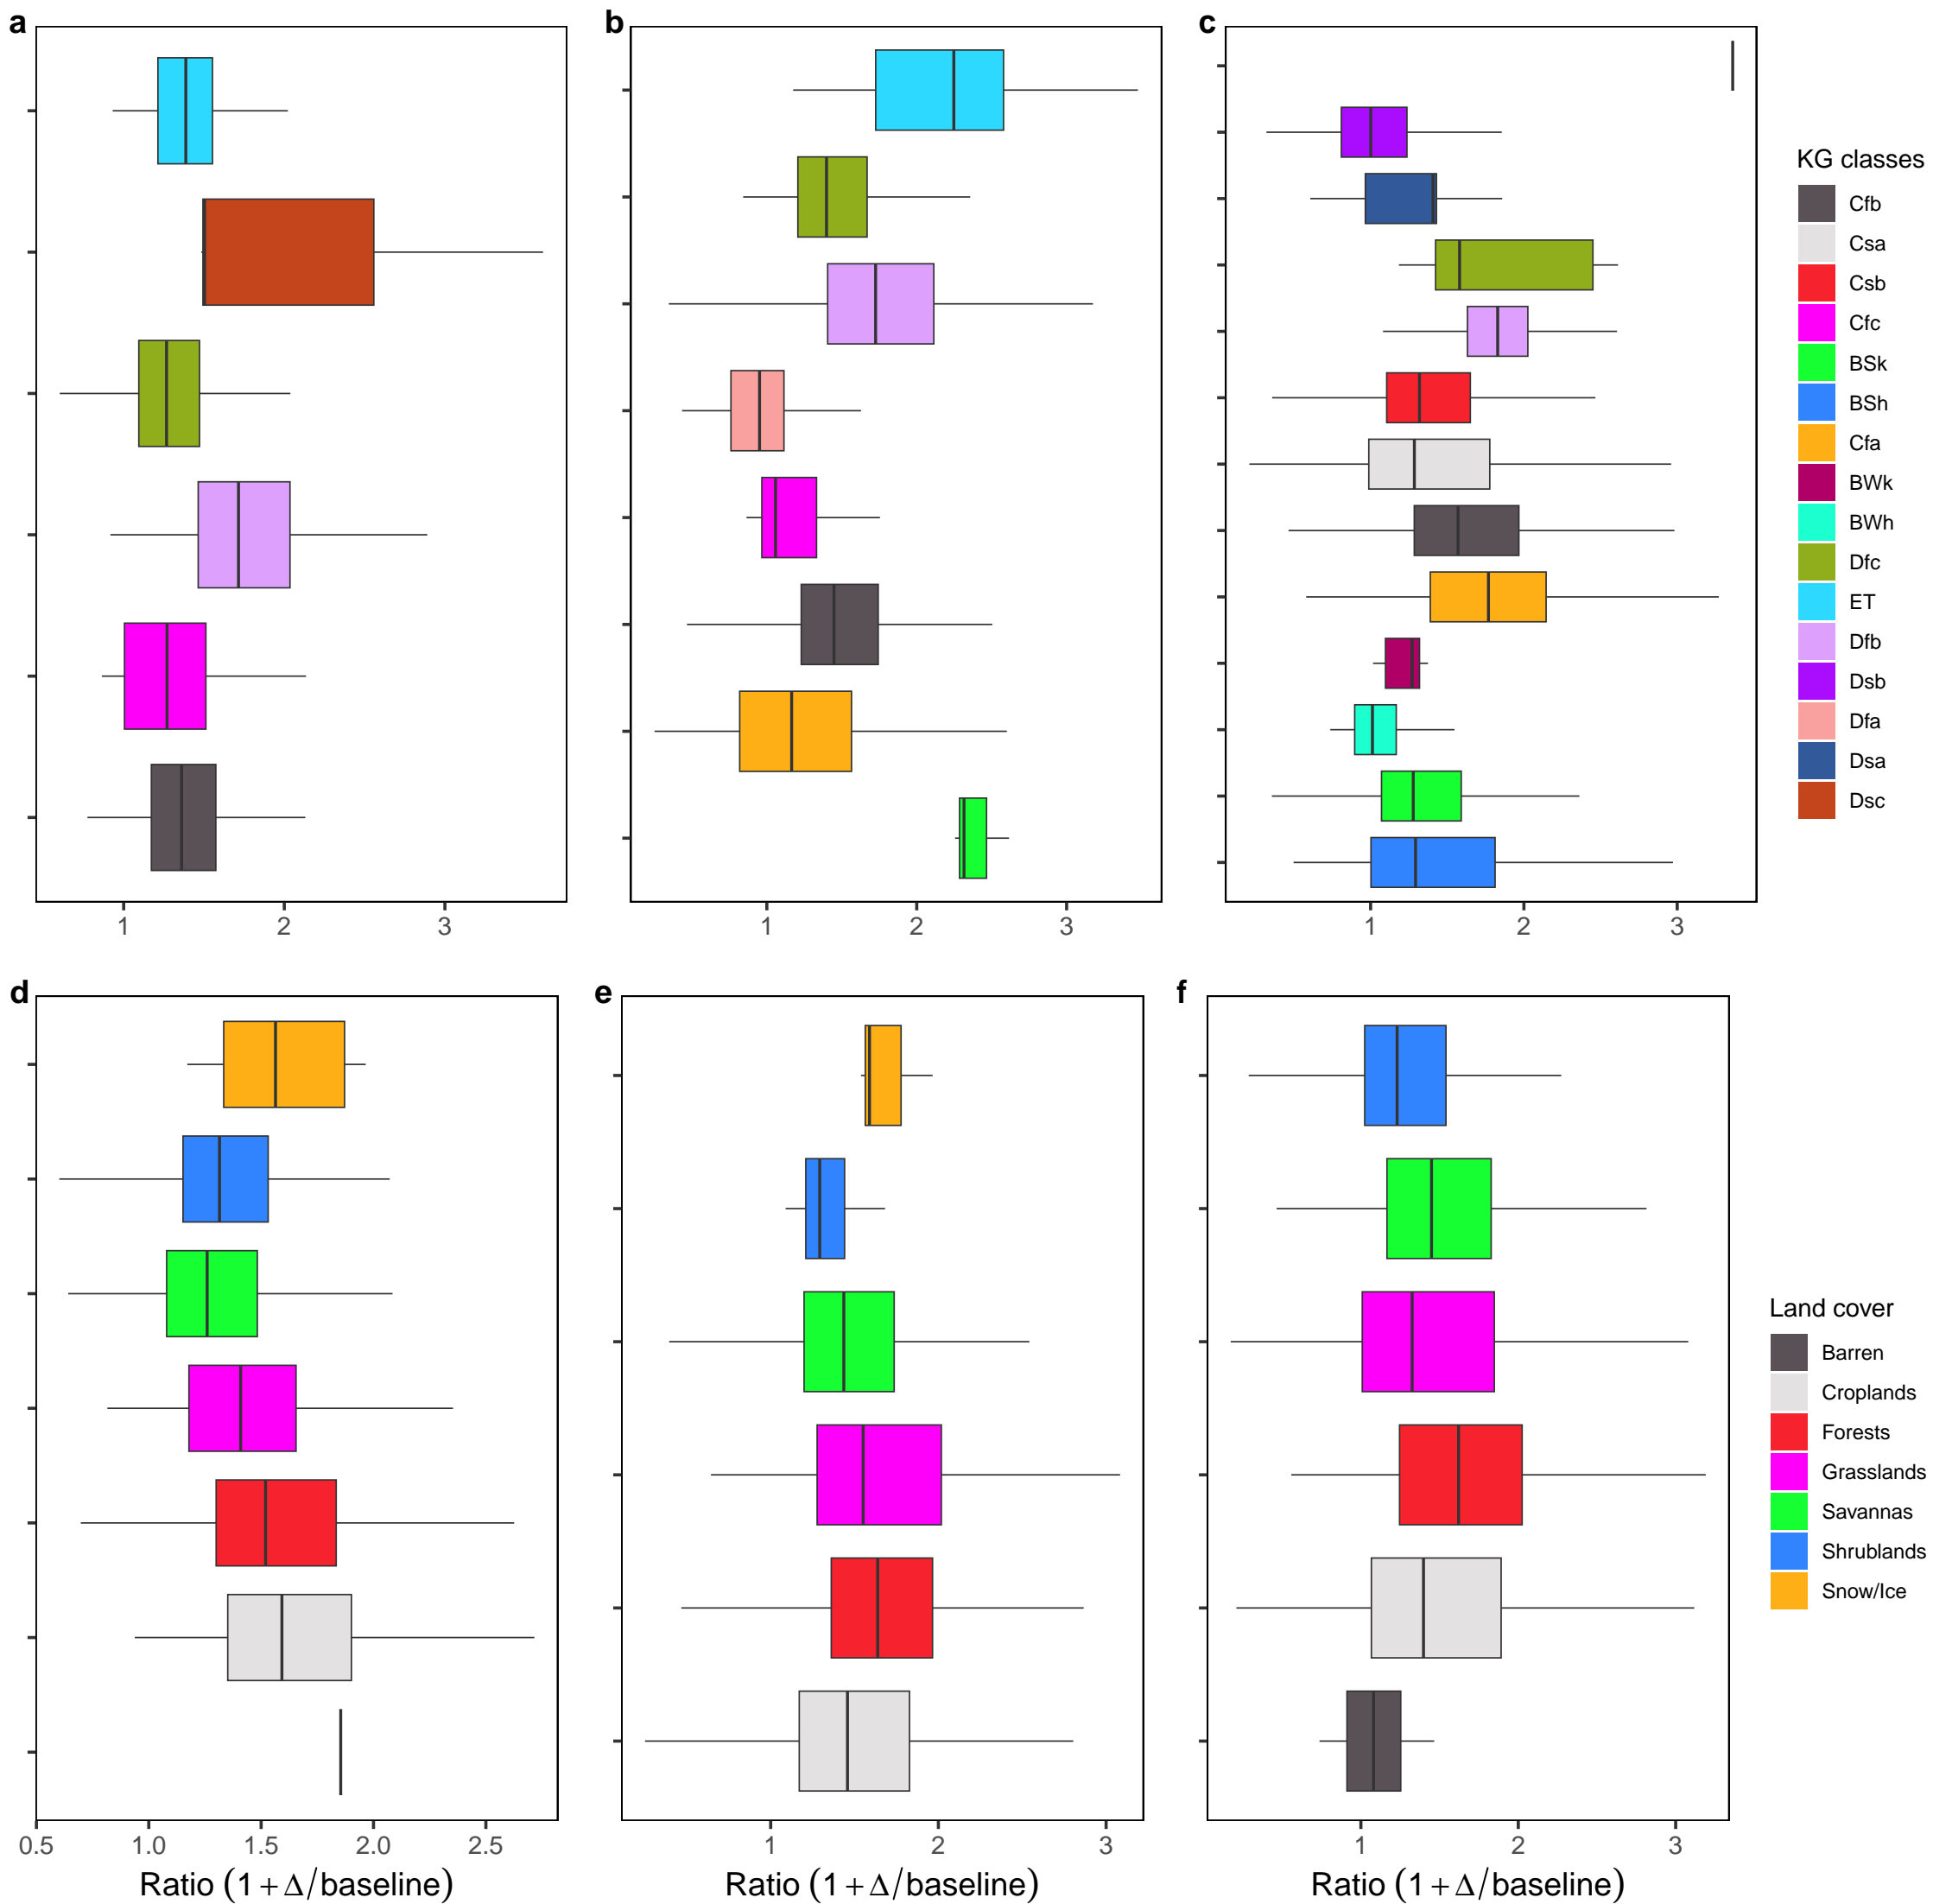 a
b
c
1 2 3
1 2 3
1 2 3
KG classes
Cfb
Csa
Csb
Cfc
BSk
BSh
Cfa
BWk
BWh
Dfc
ET
Dfb
Dsb
Dfa
Dsa
Dsc
d
e
f
0.5 1.0 1.5 2.0 2.5
1 2 3
1 2 3
Ratio (1+Δ/baseline)
Ratio (1+Δ/baseline)
Ratio (1+Δ/baseline)
Land cover
Barren
Croplands
Forests
Grasslands
Savannas
Shrublands
Snow/Ice